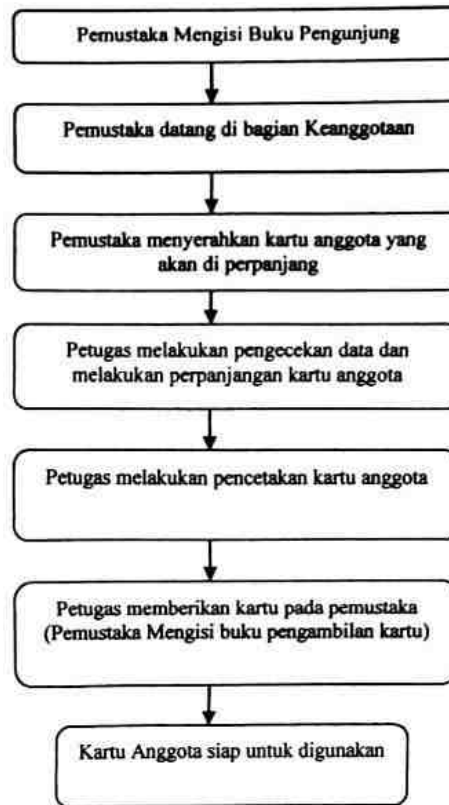 Pemustaka Mengisi Buku Pengunjung
Pemustaka datang di bagian Keanggotaan
Pemustaka menyerahkan kartu anggota yang
akan di perpanjang
Petugas melakukan pengecekan data dan
melakukan perpanjangan kartu anggota
Petugas melakukan pencetakan kartu anggota
Petugas memberikan kartu pada pemustaka
(Pemustaka Mengisi buku pengambilan kartu)
Kartu Anggota siap untuk digunakan